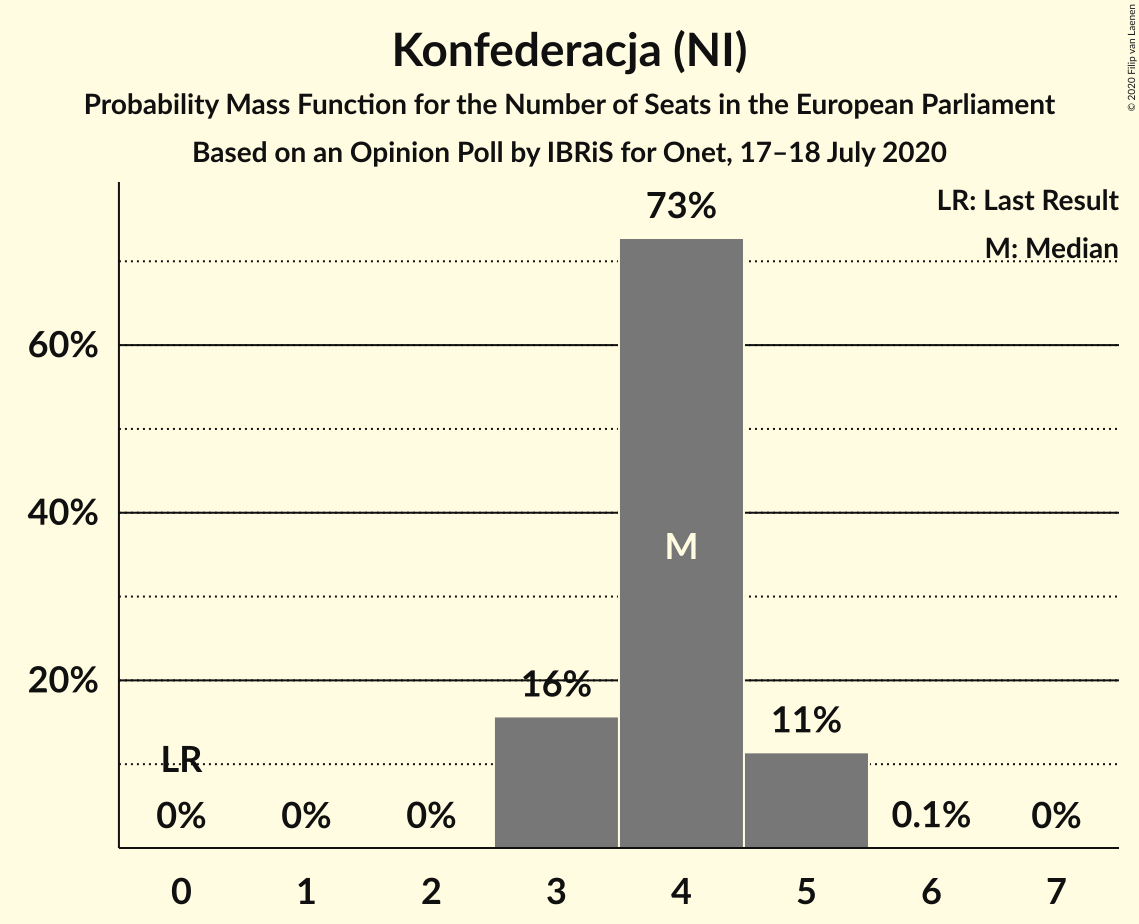 Konfederacja (NI)
Probability Mass Function for the Number of Seats in the European Parliament
Based on an Opinion Poll by IBRiS for Onet, 17–18 July 2020
© 2020 Filip van Laenen
LR: Last Result
M: Median
73%
60%
40%
M
20%
16%
11%
LR
0%
0%
0%
0.1%
0%
0 1 2 3 4 5 6 7